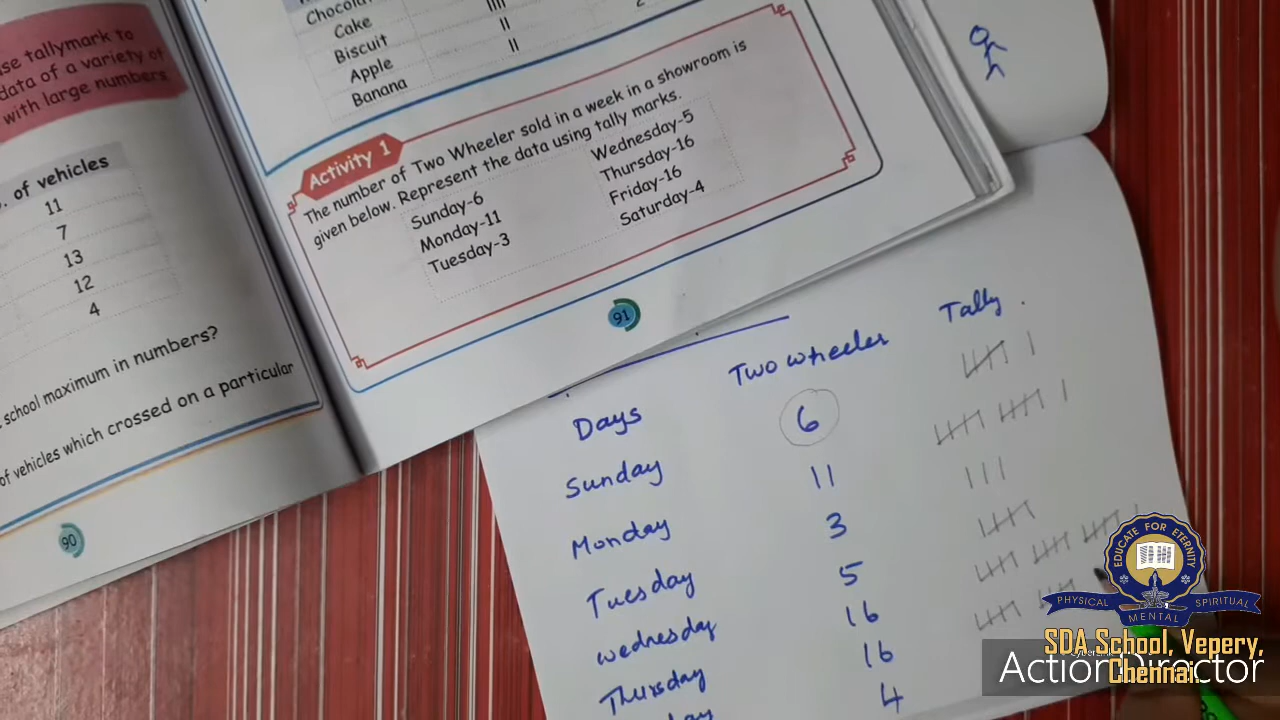 use tallymark to
data of a variety of
with large numbers.
of vehicles
11
7
13
12
4
school maximum in numbers?
of vehicles which crossed on a particular
90
Cake
Biscuit
Apple
Banana
Activity 1
The number of Two Wheeler sold in a week in a showroom is
given below. Represent the data using tally marks.
Sunday-6
Monday-11
Tuesday-3
Wednesday-5
Thursday-16
Friday-16
Saturday-4
91
Days Two wheeler Tally
Sunday 6
Monday 11
Tuesday 3
Wednesday 5
Thursday 16
16
4
EDUCATE FOR ETERNITY
PHYSICAL SPIRITUAL
MENTAL
SDA School, Vepery,
Chennai.